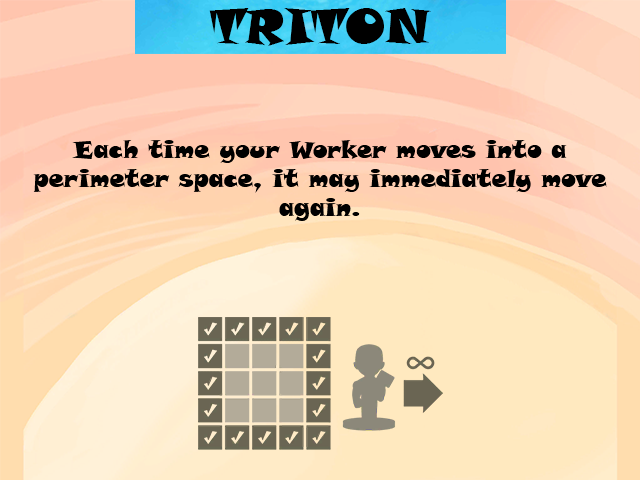 TRITON
Each time your Worker moves into a
perimeter space, it may immediately move
again.
∞